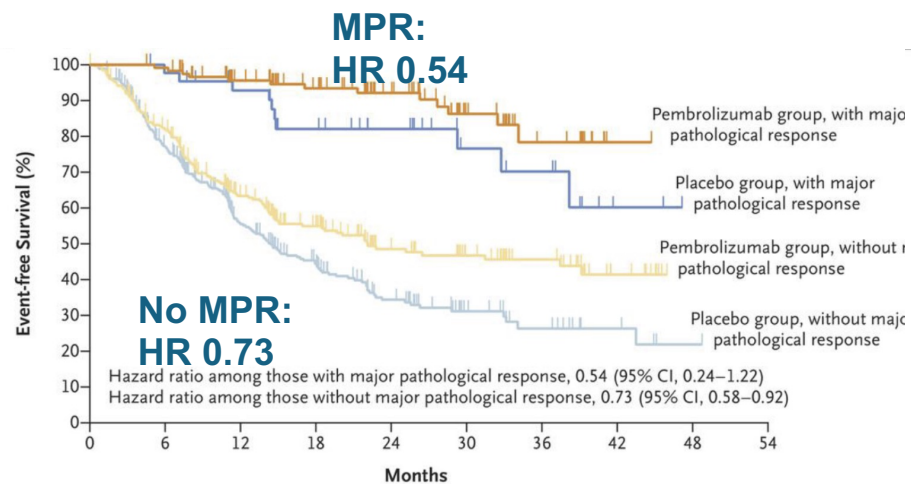 MPR:
HR 0.54
100
90
80
70
60
50
40
30
20
10
0
Event-free Survival (%)
Pembrolizumab group, with majo
pathological response
Placebo group, with major
pathological response
Pembrolizumab group, without
pathological response
Placebo group, without majo
pathological response
No MPR:
HR 0.73
Hazard ratio among those with major pathological response, 0.54 (95% CI, 0.24–1.22)
Hazard ratio among those without major pathological response, 0.73 (95% CI, 0.58–0.92)
0 6 12 18 24 30 36 42 48 54
Months